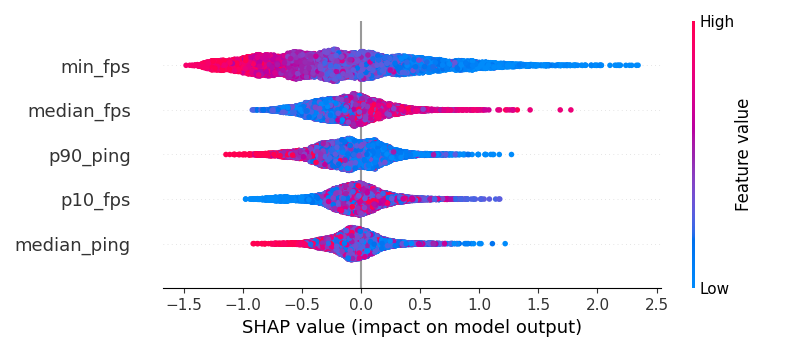 High
min_fps
median_fps
p90_ping
p10_fps
median_ping
Feature value
Low
−1.5 −1.0 −0.5 0.0 0.5 1.0 1.5 2.0 2.5
SHAP value (impact on model output)